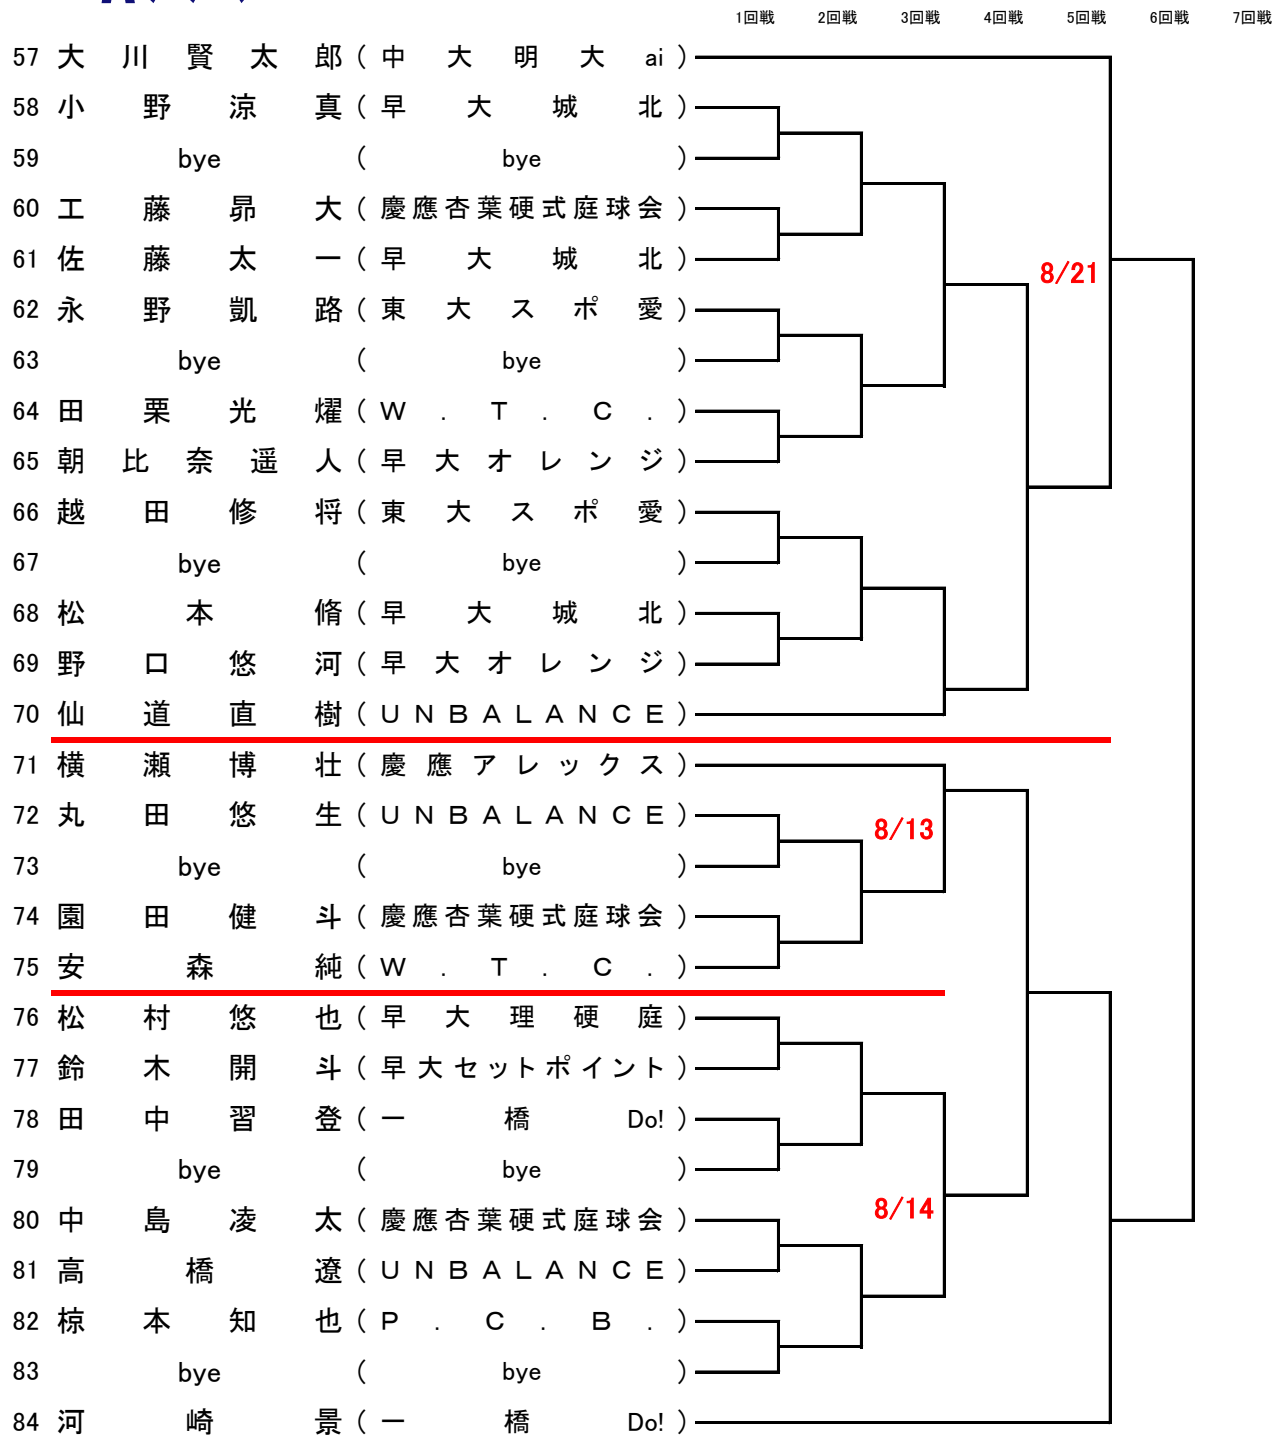 1回戦 2回戦 3回戦 4回戦 5回戦 6回戦 7回戦
57 大川賢太郎(中大明大ai)
58 小野涼真(早大城北)
59 bye(bye)
60 工藤昴大(慶應杏葉硬式庭球会)
61 佐藤太一(早大城北)
8/21
62 永野凱路(東大スポ愛)
63 bye(bye)
64 田栗光燿(W.T.C.)
65 朝比奈遥人(早大オレンジ)
66 越田修将(東大スポ愛)
67 bye(bye)
68 松本脩(早大城北)
69 野口悠河(早大オレンジ)
70 仙道直樹(UNBALANCE)
71 横瀬博壮(慶應アレックス)
72 丸田悠生(UNBALANCE)
8/13
73 bye(bye)
74 園田健斗(慶應杏葉硬式庭球会)
75 安森純(W.T.C.)
76 松村悠也(早大理硬庭)
77 鈴木開斗(早大セットポイント)
78 田中習登(一橋Do!)
79 bye(bye)
8/14
80 中島凌太(慶應杏葉硬式庭球会)
81 高橋遼(UNBALANCE)
82 椋本知也(P.C.B.)
83 bye(bye)
84 河崎景(一橋Do!)